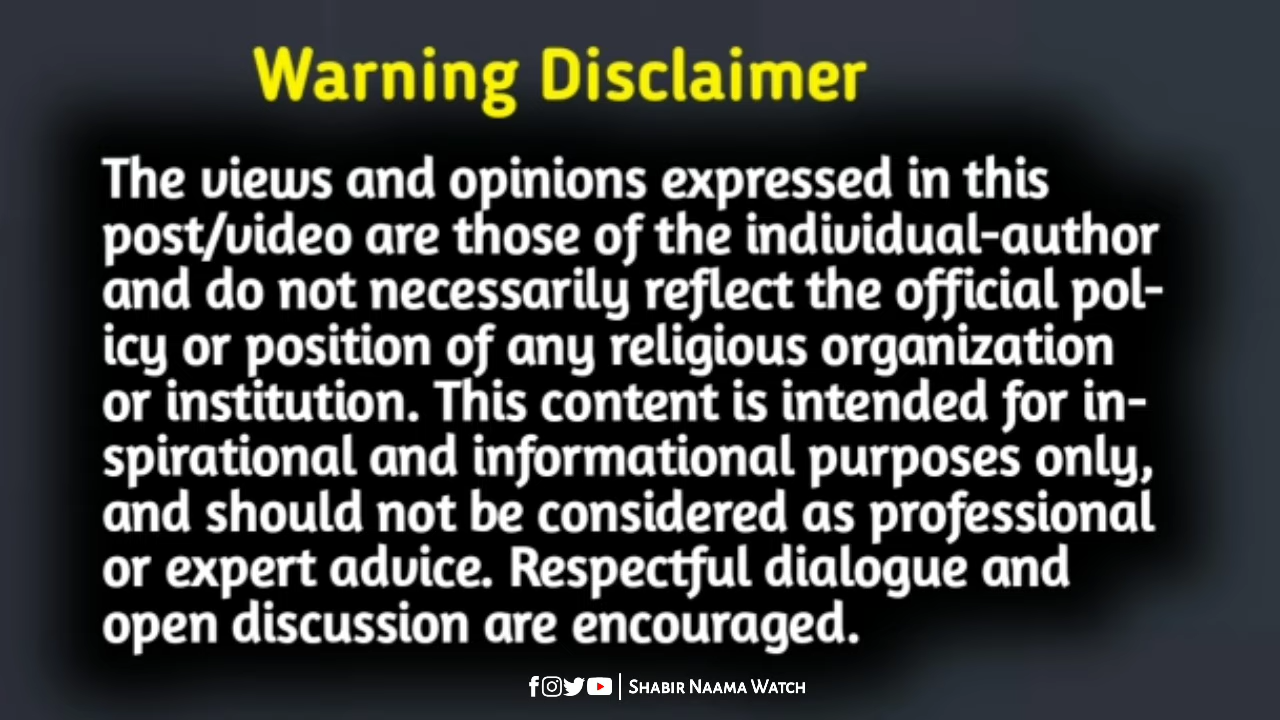 Warning Disclaimer
The views and opinions expressed in this
post/video are those of the individual-author
and do not necessarily reflect the official pol-
icy or position of any religious organization
or institution. This content is intended for in-
spirational and informational purposes only,
and should not be considered as professional
or expert advice. Respectful dialogue and
open discussion are encouraged.
SHABIR NAAMA WATCH